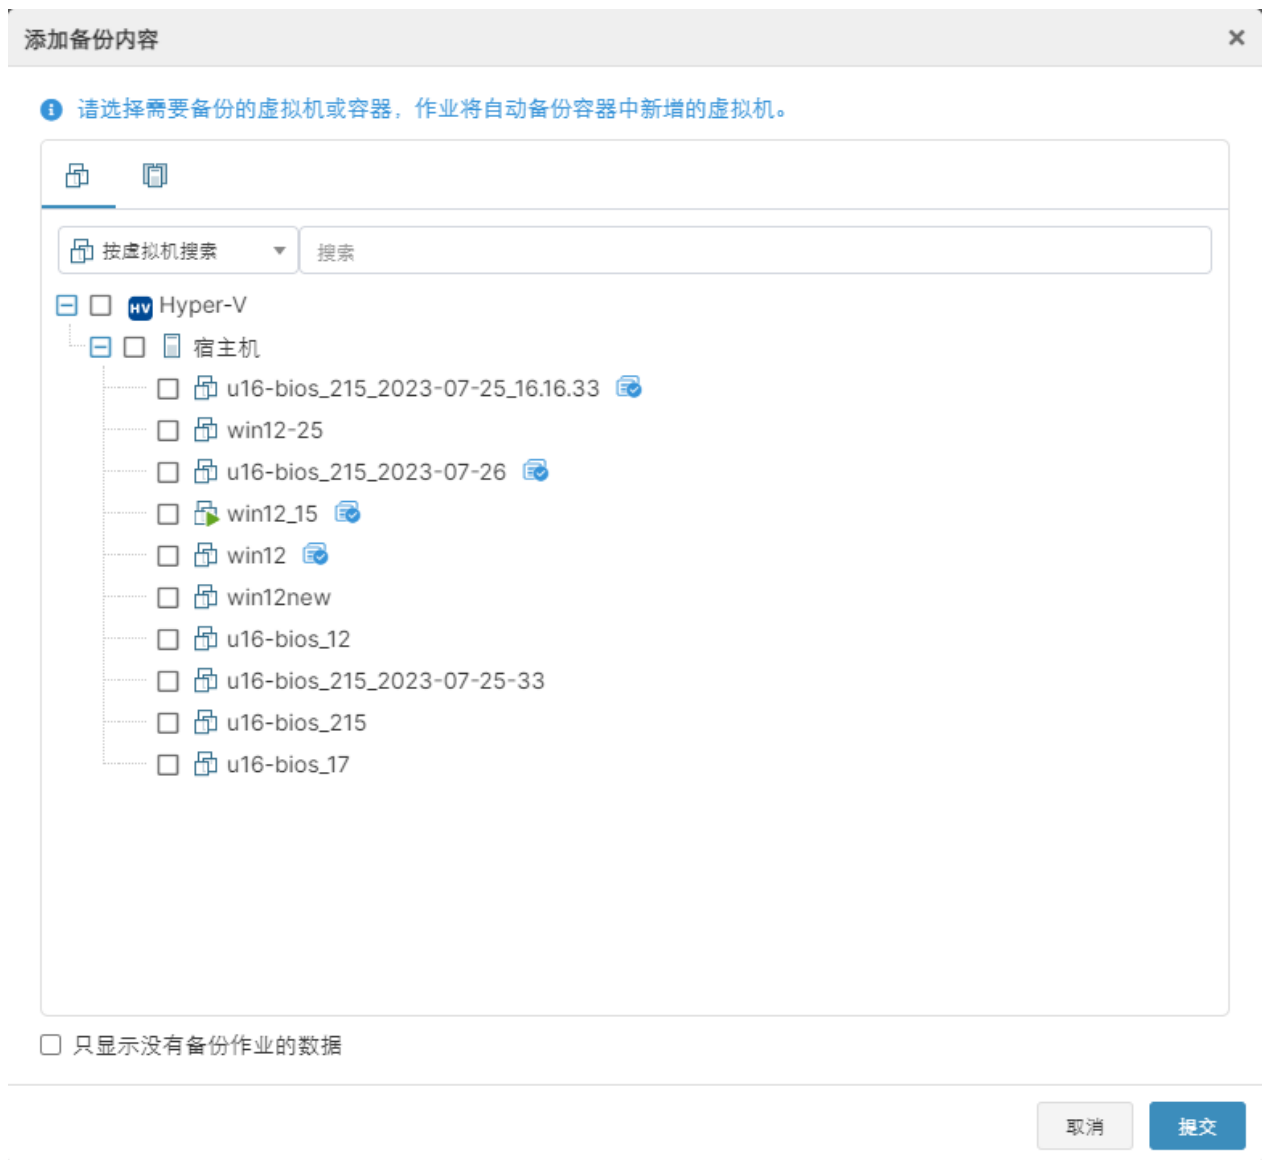 添加备份内容
请选择需要备份的虚拟机或容器，作业将自动备份容器中新增的虚拟机。
按虚拟机搜索
搜索
HV Hyper-V
宿主机
u16-bios_215_2023-07-25_16.16.33
win12-25
u16-bios_215_2023-07-26
win12_15
win12
win12new
u16-bios_12
u16-bios_215_2023-07-25-33
u16-bios_215
u16-bios_17
只显示没有备份作业的数据
取消
提交